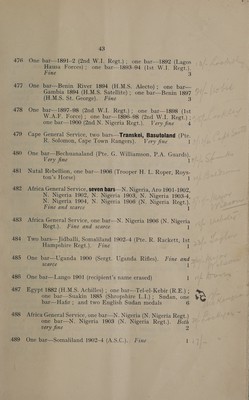 43
476 One bar—1891-2 (2nd W.I. Regt.) ; one bar—1892 (Lagos
Hausa Forces) ; one bar—1893-94 (1st W.I. Regt.).
Fine 3
477 One bar—Benin River 1894 (H.M.S. Alecto) ; one bar—
Gambia 1894 (H.M.S. Satellite) ; one bar—Benin 1897
(H.M.S. St. George). Fine 3
478 One bar—1897-98 (2nd W.I. Regt.) ; one bar—1898 (1st
W.A.F. Force) ; one bar—1896-98 (2nd W.I. Regt.) ;
one bar—1900 (2nd N. Nigeria Regt.). Very fine 4
479 Cape General Service, two bars—Transkei, Basutoland (Pte.
R. Solomon, Cape Town Rangers). Very fine 1
480 One bar—Bechuanaland (Pte. G. Williamson, P.A. Guards).
Very fine 1
481 Natal Rebellion, one bar—1906 (Trooper H. L. Roper, Roys-
ton's Horse) 1
482 Africa General Service, seven bars—N. Nigeria, Aro 1901-1902,
N. Nigeria 1902, N. Nigeria 1903, N. Nigeria 1903-4,
N. Nigeria 1904, N. Nigeria 1906 (N. Nigeria Regt.).
Fine and scarce 1
483 Africa General Service, one bar—N. Nigeria 1906 (N. Nigeria
Regt.). Fine and scarce 1
484 Two bars—Jidballi, Somaliland 1902-4 (Pte. R. Rackett, 1st
Hampshire Regt.). Fine 1
485 One bar—Uganda 1900 (Sergt. Uganda Rifles). Fine and
scarce 1
486 One bar—Lango 1901 (recipient's name erased) 1
487 Egypt 1882 (H.M.S. Achilles) ; one bar—Tel-el-Kebir (R.E.) ;
one bar—Suakin 1885 (Shropshire L.I.) ; Sudan, one
bar—Hafir ; and two English Sudan medals 6
488 Africa General Service, one bar—N. Nigeria (N. Nigeria Regt.) ;
one bar—N. Nigeria 1903 (N. Nigeria Regt.). Both
very fine 2
489 One bar—Somaliland 1902-4 (A.S.C.). Fine 1